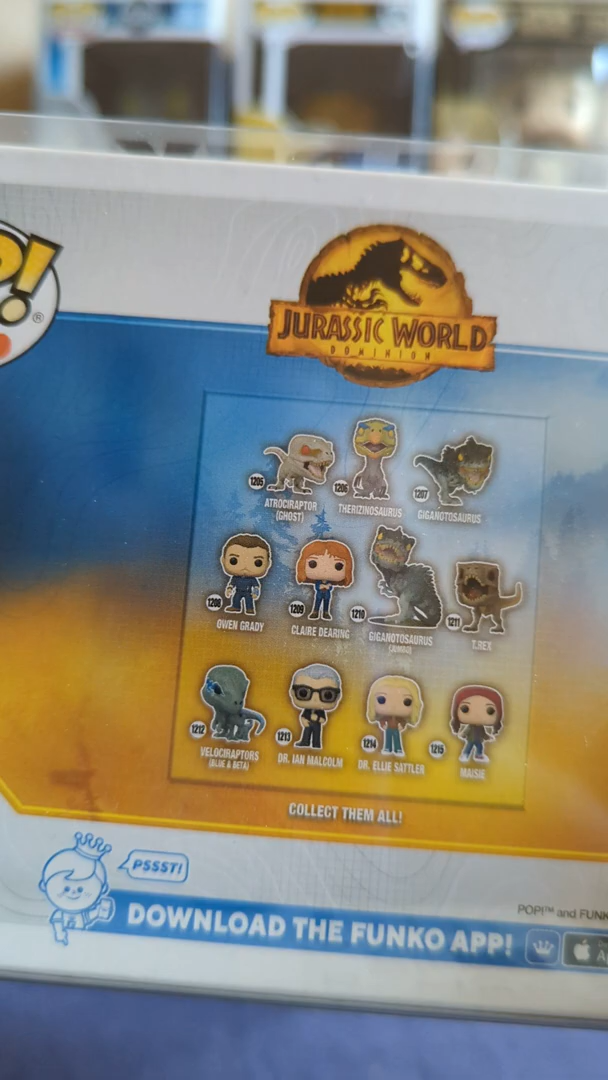 P!
®
JURASSIC WORLD
DOMINION
1205
ATROCIRAPTOR
(GHOST)
1206
THERIZINOSAURUS
1207
GIGANOTOSAURUS
1208
OWEN GRADY
1209
CLAIRE DEARING
1210
GIGANOTOSAURUS
(JUMBO)
1211
T.REX
1212
VELOCIRAPTORS
(BLUE & BETA)
1213
DR. IAN MALCOLM
1214
DR. ELLIE SATTLER
1215
MAISIE
COLLECT THEM ALL!
PSSST!
DOWNLOAD THE FUNKO APP!
POP!™ and FUNK